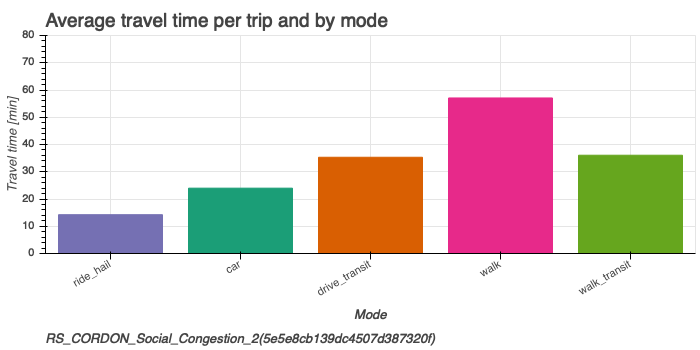 Average travel time per trip and by mode
80
70
60
50
40
30
20
10
0
Travel time [min]
ride_hail
car
drive_transit
walk
walk_transit
Mode
RS_CORDON_Social_Congestion_2(5e5e8cb139dc4507d387320f)